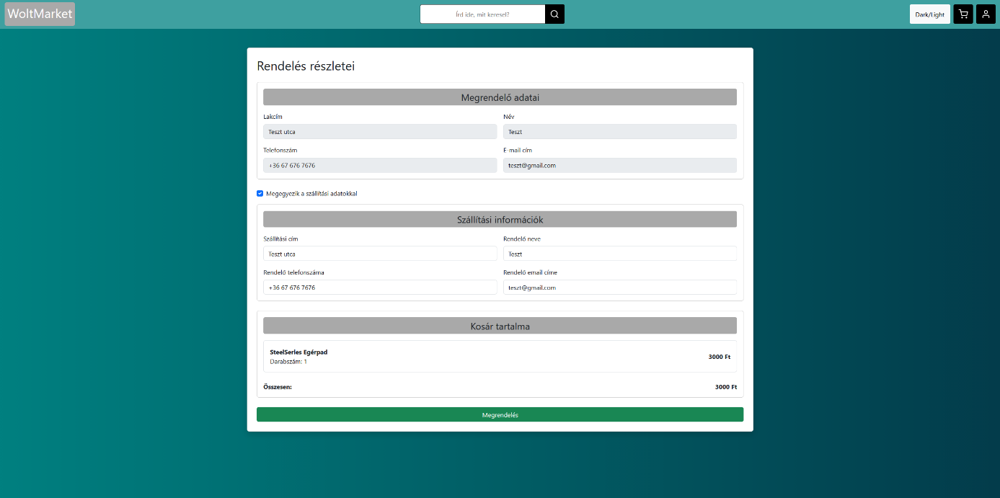 WoltMarket
Írd ide, mit keresel?
Dark/Light
Rendelés részletei
Megrendelő adatai
Lakcím
Név
Teszt utca
Teszt
Telefonszám
E-mail cím
+36 67 676 7676
teszt@gmail.com
Megegyezik a szállítási adatokkal
Szállítási információk
Szállítási cím
Rendelő neve
Teszt utca
Teszt
Rendelő telefonszáma
Rendelő email címe
+36 67 676 7676
teszt@gmail.com
Kosár tartalma
SteelSeries Egérpad
Darabszám: 1
3000 Ft
Összesen:
3000 Ft
Megrendelés